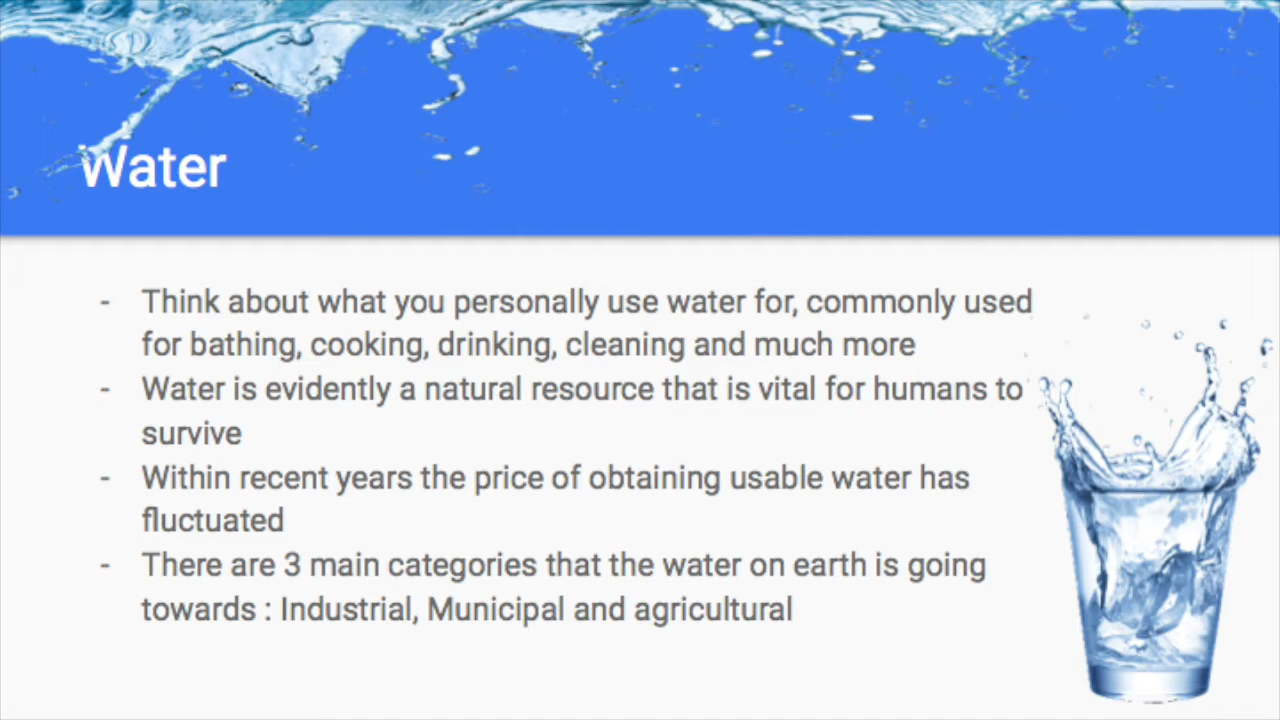 Water
- Think about what you personally use water for, commonly used
for bathing, cooking, drinking, cleaning and much more
- Water is evidently a natural resource that is vital for humans to
survive
- Within recent years the price of obtaining usable water has
fluctuated
- There are 3 main categories that the water on earth is going
towards : Industrial, Municipal and agricultural